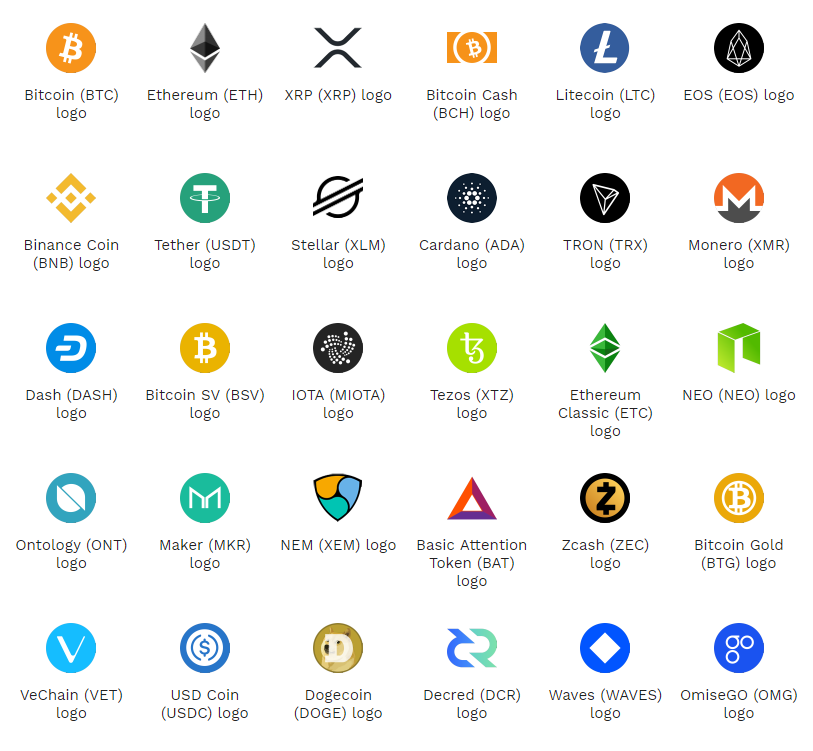 Bitcoin (BTC)
logo
Ethereum (ETH)
logo
XRP (XRP) logo
Bitcoin Cash
(BCH) logo
Litecoin (LTC)
logo
EOS (EOS) logo
Binance Coin
(BNB) logo
Tether (USDT)
logo
Stellar (XLM)
logo
Cardano (ADA)
logo
TRON (TRX)
logo
Monero (XMR)
logo
Dash (DASH)
logo
Bitcoin SV (BSV)
logo
IOTA (MIOTA)
logo
Tezos (XTZ)
logo
Ethereum
Classic (ETC)
logo
NEO (NEO) logo
Ontology (ONT)
logo
Maker (MKR)
logo
NEM (XEM) logo
Basic Attention
Token (BAT)
logo
Zcash (ZEC)
logo
Bitcoin Gold
(BTG) logo
VeChain (VET)
logo
USD Coin
(USDC) logo
Dogecoin
(DOGE) logo
Decred (DCR)
logo
Waves (WAVES)
logo
OmiseGO (OMG)
logo